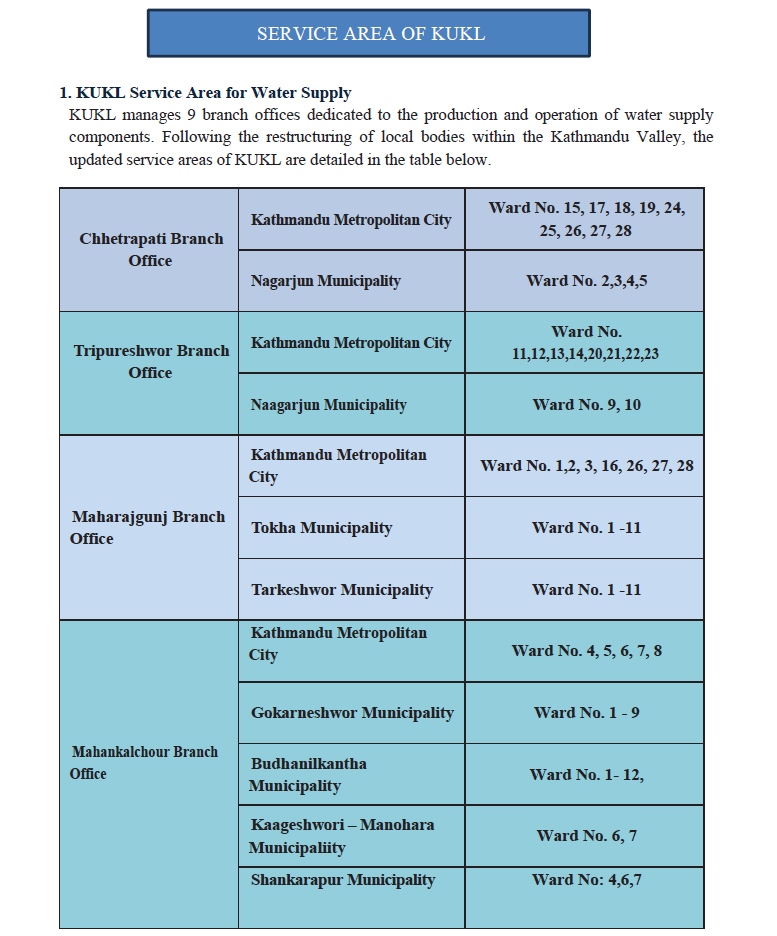 SERVICE AREA OF KUKL
1. KUKL Service Area for Water Supply
KUKL manages 9 branch offices dedicated to the production and operation of water supply
components. Following the restructuring of local bodies within the Kathmandu Valley, the
updated service areas of KUKL are detailed in the table below.
Chhetrapati Branch
Office
Kathmandu Metropolitan City
Ward No. 15, 17, 18, 19, 24,
25, 26, 27, 28
Nagarjun Municipality
Ward No. 2,3,4,5
Tripureshwor Branch
Office
Kathmandu Metropolitan City
Ward No.
11,12,13,14,20,21,22,23
Naagarjun Municipality
Ward No. 9, 10
Maharajgunj Branch
Office
Kathmandu Metropolitan
City
Ward No. 1,2, 3, 16, 26, 27, 28
Tokha Municipality
Ward No. 1 -11
Tarkeshwor Municipality
Ward No. 1 -11
Mahankalchour Branch
Office
Kathmandu Metropolitan
City
Ward No. 4, 5, 6, 7, 8
Gokarneshwor Municipality
Ward No. 1 - 9
Budhanilkantha
Municipality
Ward No. 1- 12,
Kaageshwori – Manohara
Municipaliity
Ward No. 6, 7
Shankarapur Municipality
Ward No: 4,6,7